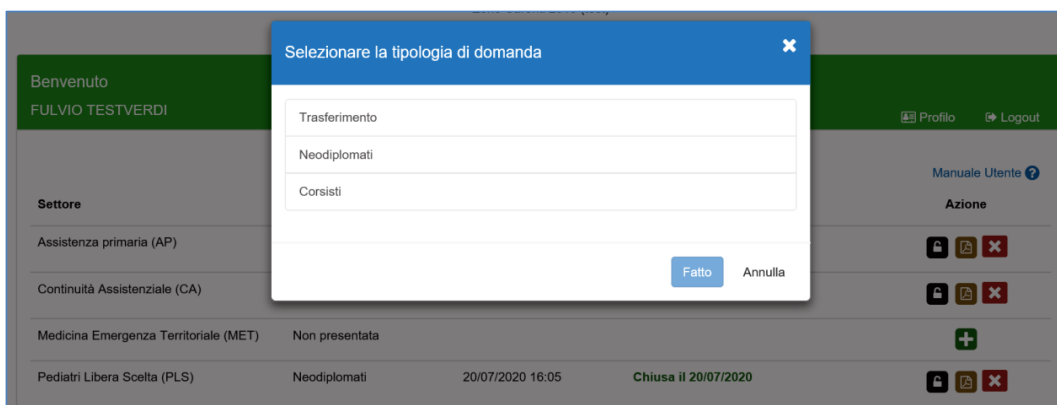 Selezionare la tipologia di domanda
Benvenuto
FULVIO TESTVERDI
Profilo Logout
Trasferimento
Neodiplomati
Corsisti
Manuale Utente
Settore Azione
Assistenza primaria (AP)
Fatto Annulla
Continuità Assistenziale (CA)
Medicina Emergenza Territoriale (MET) Non presentata
Pediatri Libera Scelta (PLS) Neodiplomati 20/07/2020 16:05 Chiusa il 20/07/2020